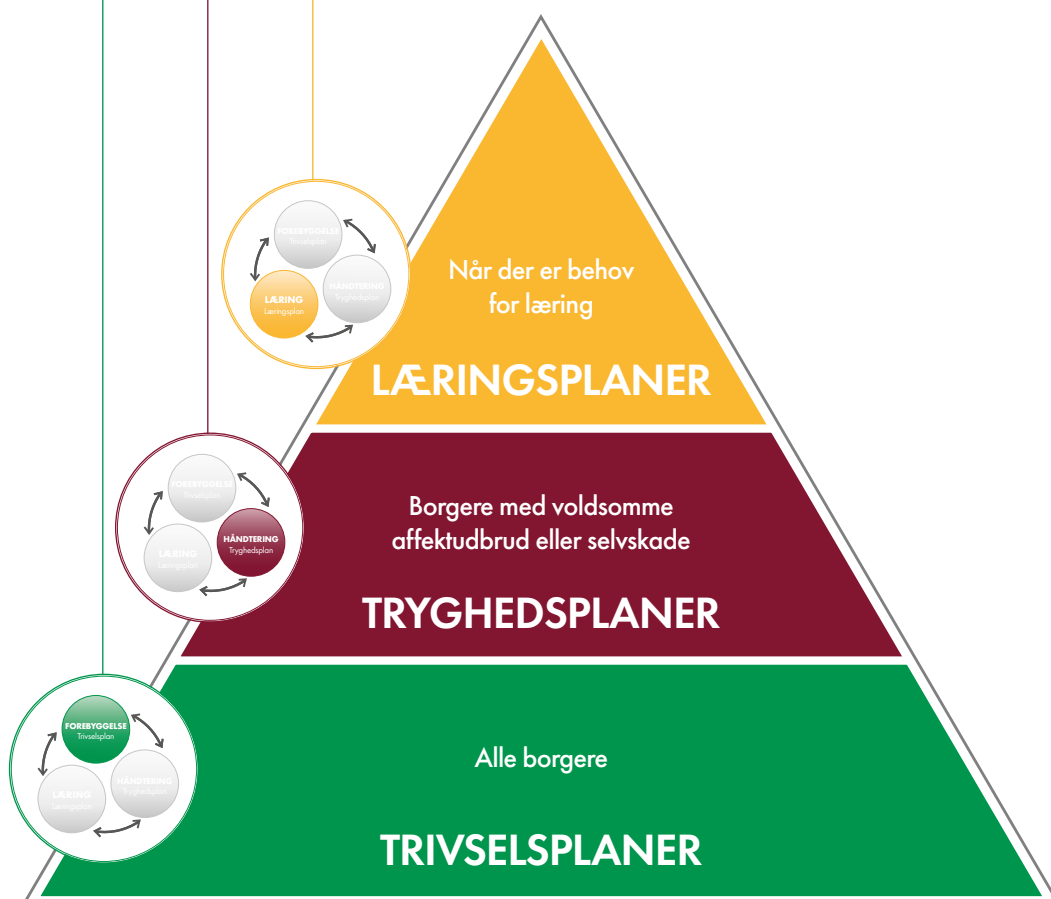 FOREBYGGELSE
Trivselsplan
HÅNDTERING
Tryghedsplan
LÆRING
Læringsplan
Når der er behov
for læring
LÆRINGSPLANER
FOREBYGGELSE
Trivselsplan
HÅNDTERING
Tryghedsplan
LÆRING
Læringsplan
Borgere med voldsomme
affektudbrud eller selvskade
TRYGHEDSPLANER
FOREBYGGELSE
Trivselsplan
HÅNDTERING
Tryghedsplan
LÆRING
Læringsplan
Alle borgere
TRIVSELSPLANER